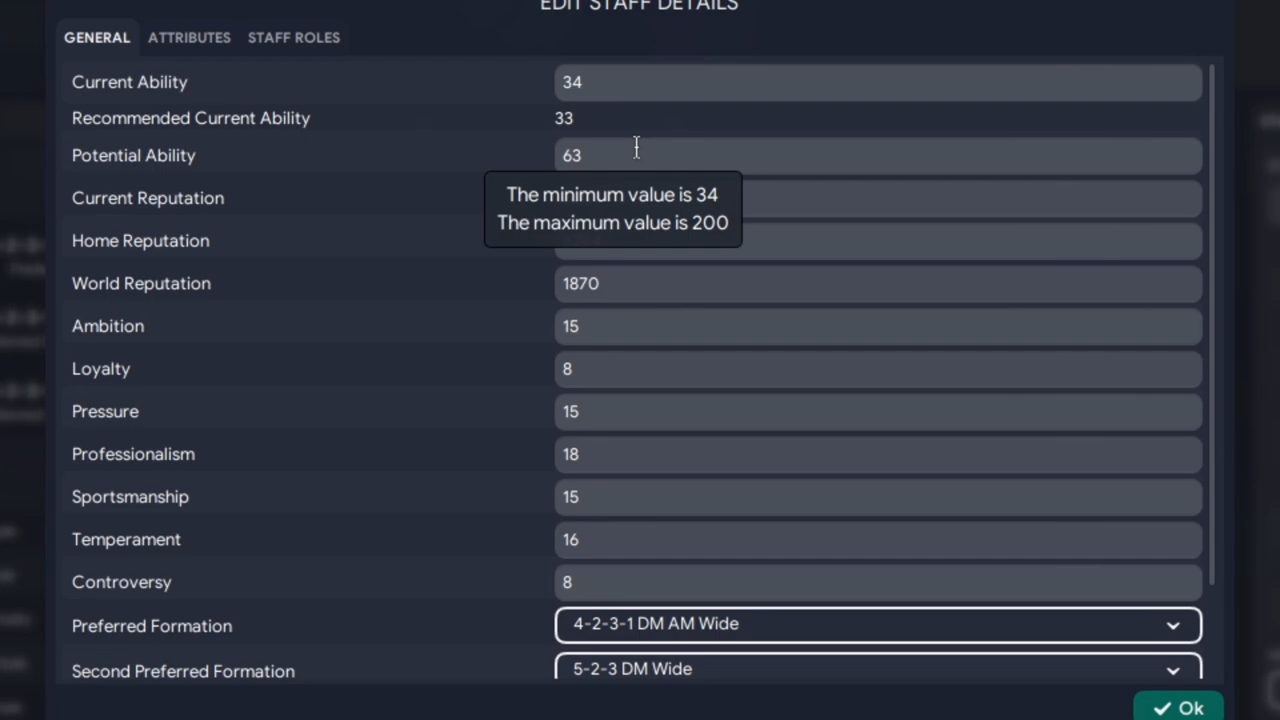 EDIT STAFF DETAILS
GENERAL ATTRIBUTES STAFF ROLES
Current Ability 34
Recommended Current Ability 33
Potential Ability 63
The minimum value is 34
The maximum value is 200
Current Reputation
Home Reputation
World Reputation 1870
Ambition 15
Loyalty 8
Pressure 15
Professionalism 18
Sportsmanship 15
Temperament 16
Controversy 8
Preferred Formation 4-2-3-1 DM AM Wide
Second Preferred Formation 5-2-3 DM Wide
Ok